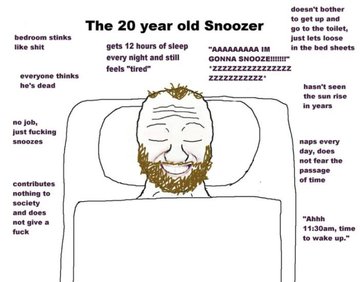 The 20 year old Snoozer
doesn't bother
to get up and
go to the toilet,
just lets loose
in the bed sheets
bedroom stinks
like shit
gets 12 hours of sleep
every night and still
feels "tired"
"AAAAAAAAA IM
GONNA SNOOZE!!!!!!!"
'ZZZZZZZZZZZZZZZZ
ZZZZZZZZZZZ'
everyone thinks
he's dead
hasn't seen
the sun rise
in years
no job,
just fucking
snoozes
naps every
day, does
not fear the
passage
of time
contributes
nothing to
society
and does
not give a
fuck
"Ahhh
11:30am, time
to wake up."